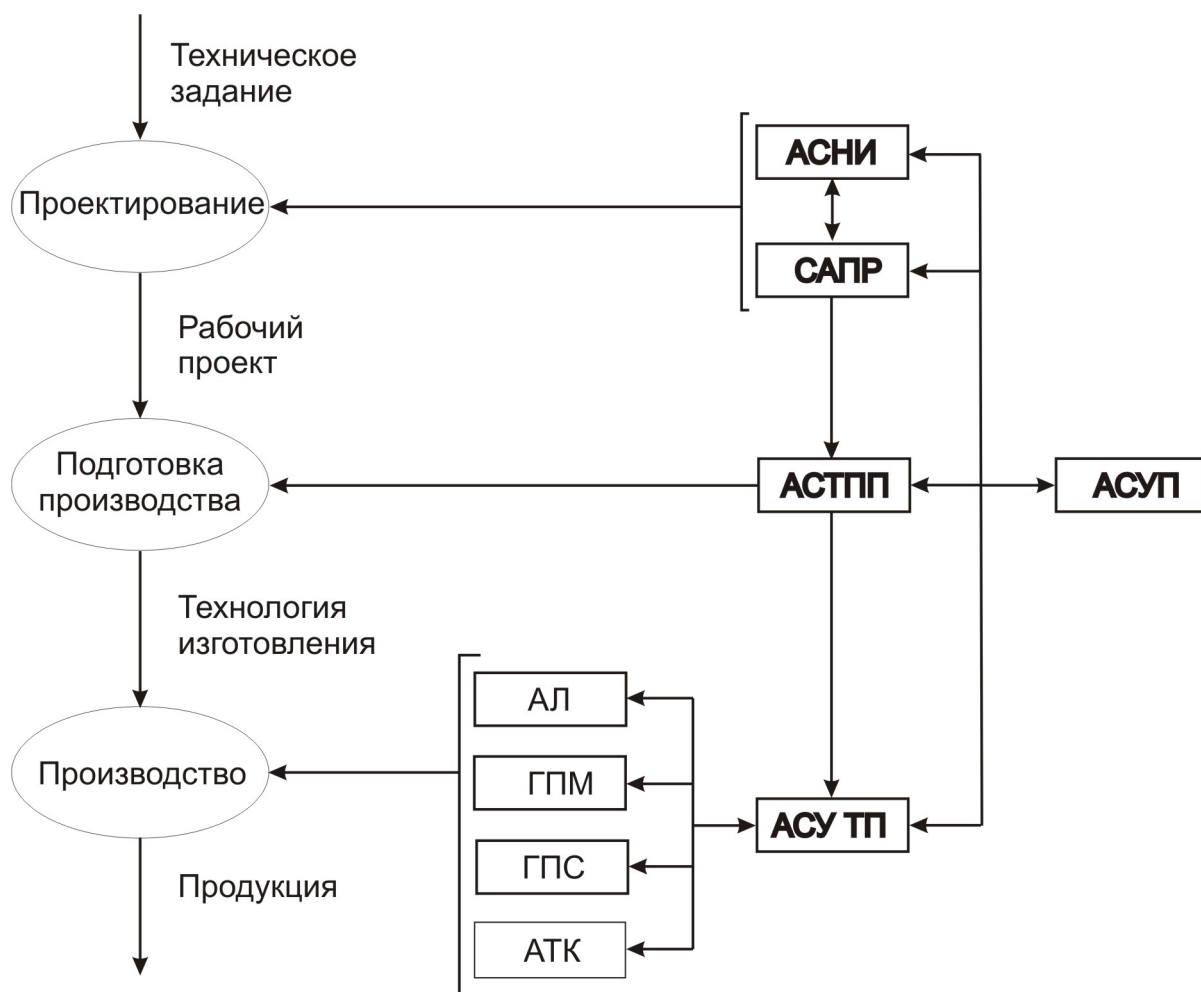 Техническое
задание
АСНИ
Проектирование
САПР
Рабочий
проект
Подготовка
производства
АСТПП
АСУП
Технология
изготовления
АЛ
Производство
ГПМ
АСУ ТП
ГПС
Продукция
АТК